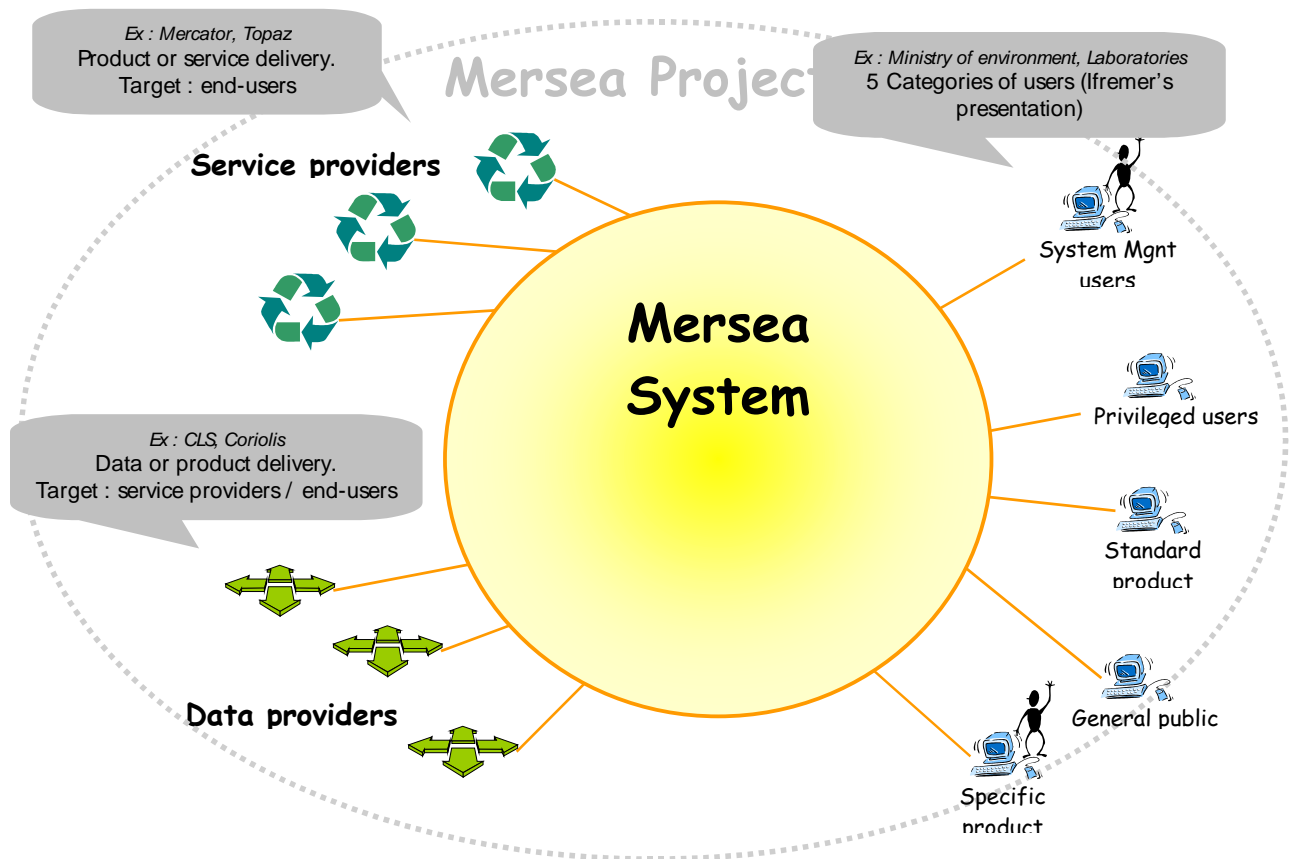 Ex : Mercator, Topaz
Product or service delivery.
Target : end-users
Mersea Projec
Ex : Ministry of environment, Laboratories
5 Categories of users (Ifremer's
presentation)
Service providers
System Mgnt
users
Mersea
System
Privileged users
Ex : CLS, Coriolis
Data or product delivery.
Target : service providers / end-users
Standard
product
Data providers
General public
Specific
product